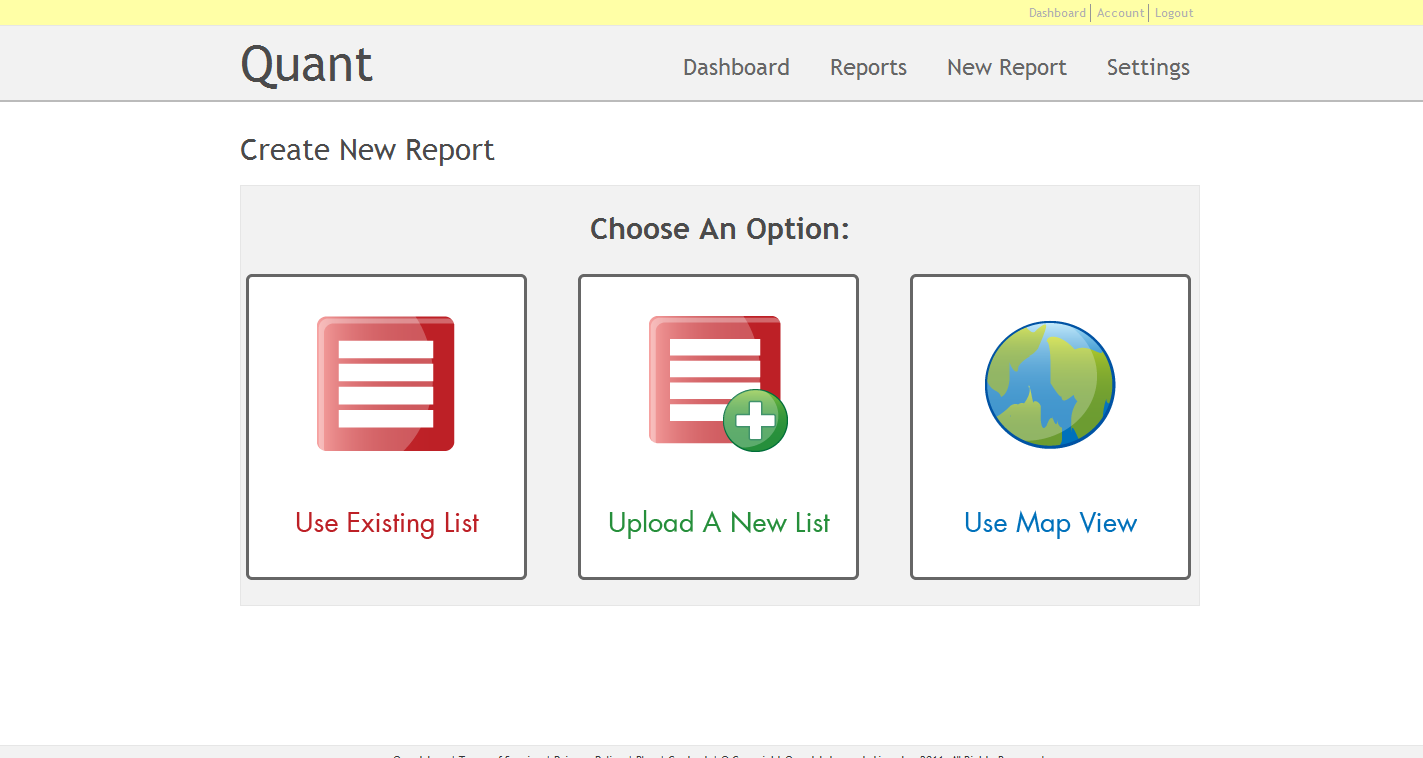 Dashboard | Account | Logout
Quant
Dashboard Reports New Report Settings
Create New Report
Choose An Option:
Use Existing List
Upload A New List
Use Map View